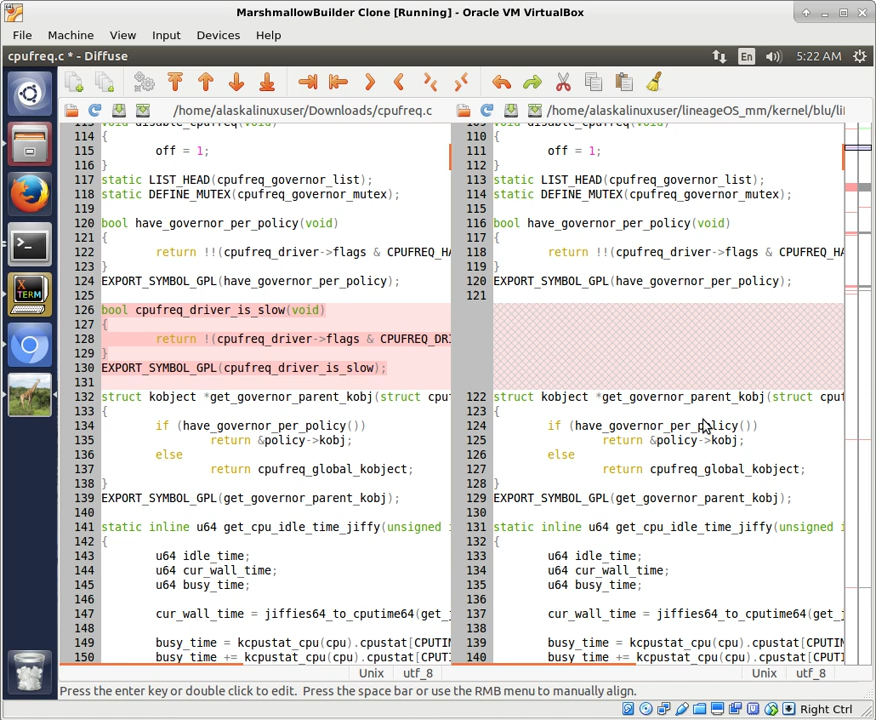 MarshmallowBuilder Clone [Running] - Oracle VM VirtualBox
File Machine View Input Devices Help
cpufreq.c * - Diffuse
En 5:22 AM
/home/alaskalinuxuser/Downloads/cpufreq.c
114 {
115 off = 1;
116 }
117 static LIST_HEAD(cpufreq_governor_list);
118 static DEFINE_MUTEX(cpufreq_governor_mutex);
119
120 bool have_governor_per_policy(void)
121 {
122 return !!(cpufreq_driver->flags & CPUFREQ_HA
123 }
124 EXPORT_SYMBOL_GPL(have_governor_per_policy);
125
126 bool cpufreq_driver_is_slow(void)
127 {
128 return !(cpufreq_driver->flags & CPUFREQ_DRI
129 }
130 EXPORT_SYMBOL_GPL(cpufreq_driver_is_slow);
131
132 struct kobject *get_governor_parent_kobj(struct cpu
133 {
134 if (have_governor_per_policy())
135 return &policy->kobj;
136 else
137 return cpufreq_global_kobject;
138 }
139 EXPORT_SYMBOL_GPL(get_governor_parent_kobj);
140
141 static inline u64 get_cpu_idle_time_jiffy(unsigned
142 {
143 u64 idle_time;
144 u64 cur_wall_time;
145 u64 busy_time;
146
147 cur_wall_time = jiffies64_to_cputime64(get_
148
149 busy_time = kcpustat_cpu(cpu).cpustat[CPUTIM
150 busy_time += kcpustat_cpu(cpu).cpustat[CPUT
Unix utf_8
/home/alaskalinuxuser/lineageOS_mm/kernel/blu/li
110 {
111 off = 1;
112 }
113 static LIST_HEAD(cpufreq_governor_list);
114 static DEFINE_MUTEX(cpufreq_governor_mutex);
115
116 bool have_governor_per_policy(void)
117 {
118 return !!(cpufreq_driver->flags & CPUFREQ_HA
119 }
120 EXPORT_SYMBOL_GPL(have_governor_per_policy);
121
122 struct kobject *get_governor_parent_kobj(struct cpu
123 {
124 if (have_governor_per_policy())
125 return &policy->kobj;
126 else
127 return cpufreq_global_kobject;
128 }
129 EXPORT_SYMBOL_GPL(get_governor_parent_kobj);
130
131 static inline u64 get_cpu_idle_time_jiffy(unsigned
132 {
133 u64 idle_time;
134 u64 cur_wall_time;
135 u64 busy_time;
136
137 cur_wall_time = jiffies64_to_cputime64(get_
138
139 busy_time = kcpustat_cpu(cpu).cpustat[CPUTIM
140 busy_time += kcpustat_cpu(cpu).cpustat[CPUT
Unix utf_8
X TERM
Press the enter key or double click to edit. Press the space bar or use the RMB menu to manually align.
Right Ctrl